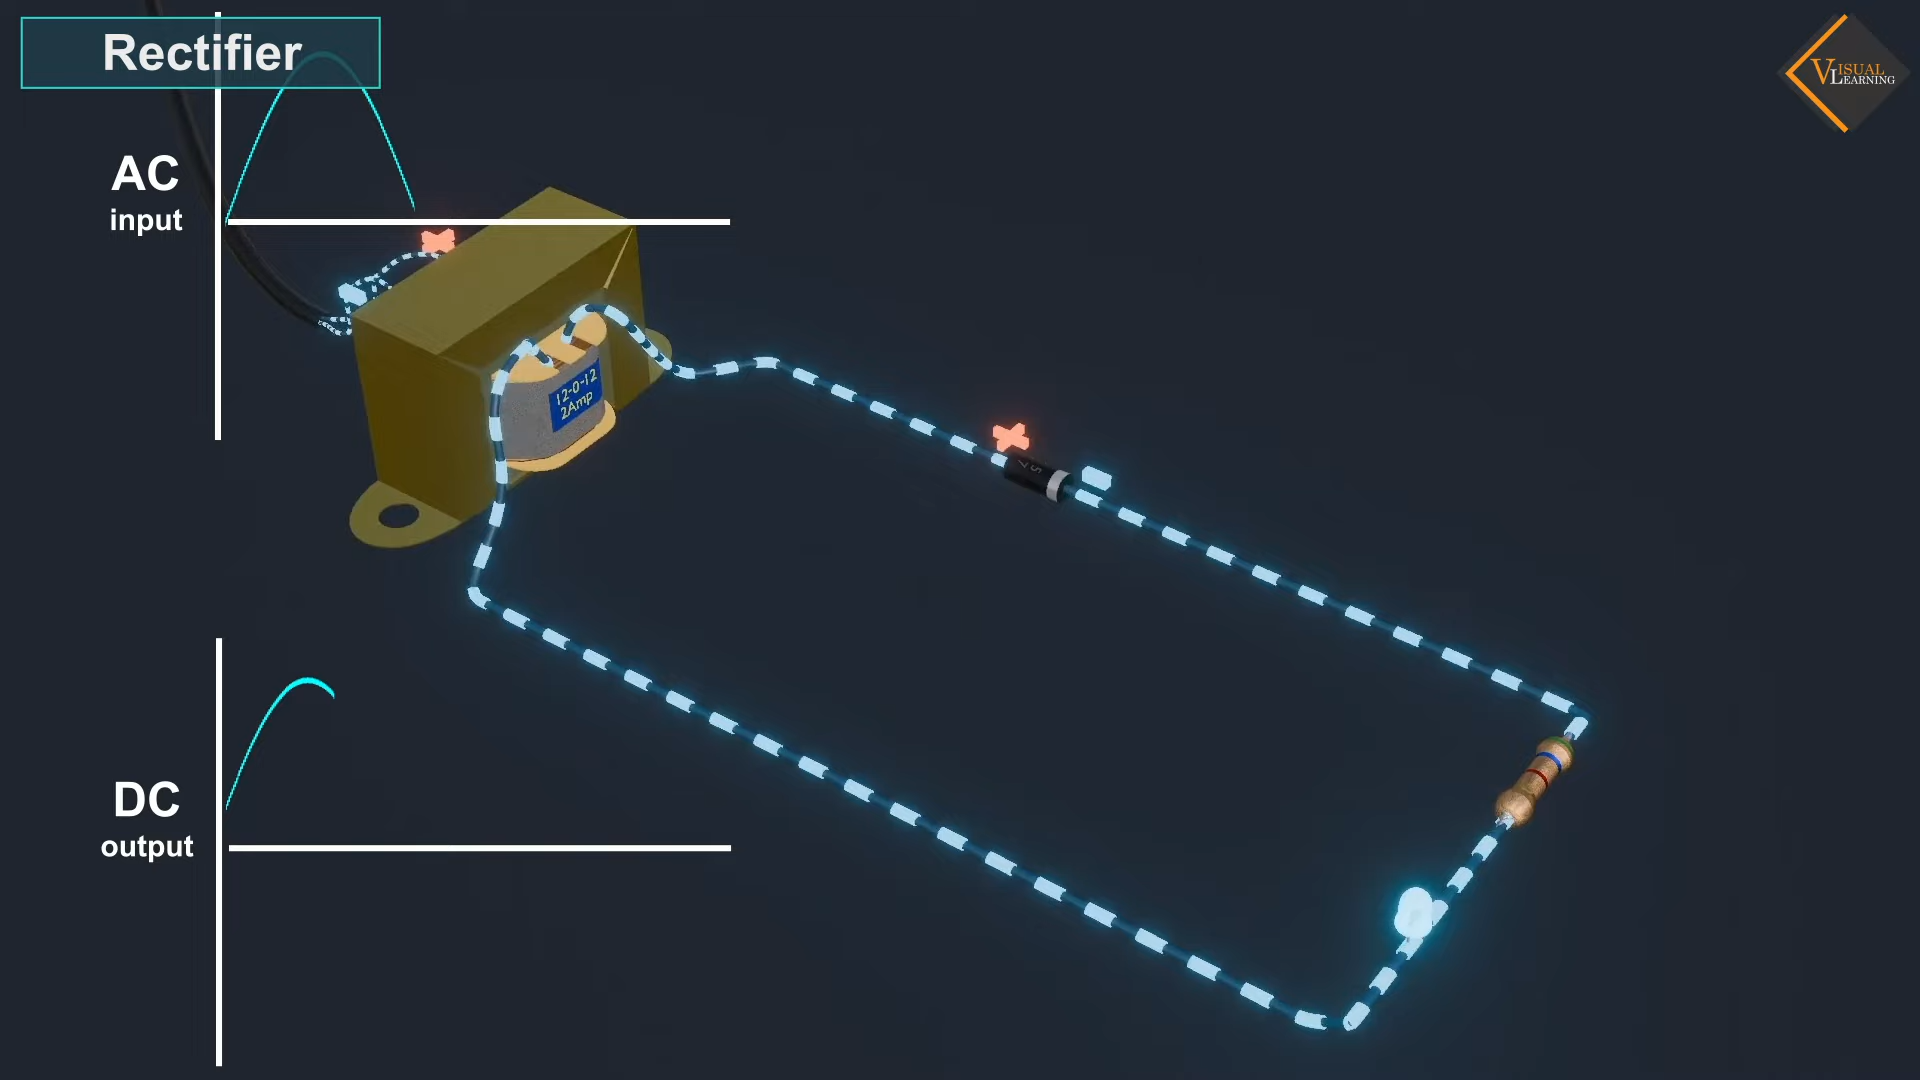 Rectifier
VISUAL
LEARNING
AC
input
12-0-12
2Amp
DC
output